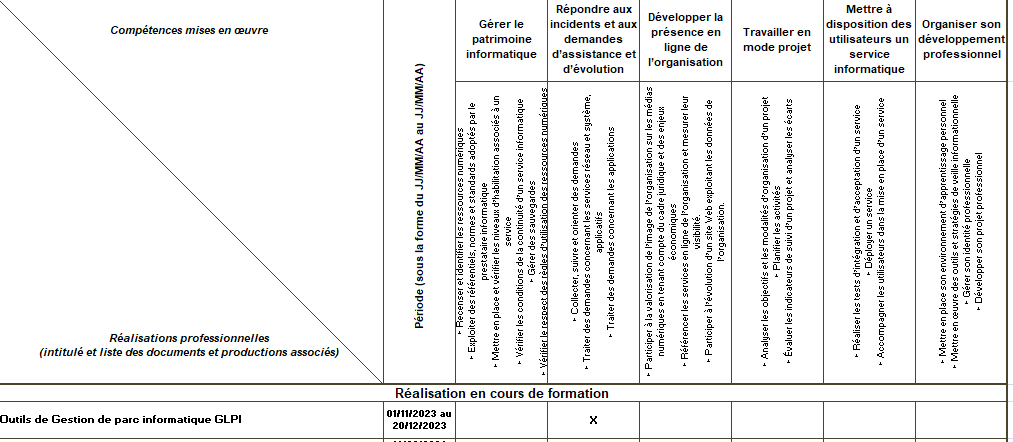 Compétences mises en œuvre
Réalisations professionnelles
(intitulé et liste des documents et productions associés)
Période (sous la forme du JJ/MM/AA au JJ/MM/AA)
Gérer le
patrimoine
informatique
Répondre aux
incidents et aux
demandes
d'assistance et
d'évolution
Développer la
présence en
ligne de
l'organisation
Travailler en
mode projet
Mettre à
disposition des
utilisateurs un
service
informatique
Organiser son
développement
professionnel
‣ Recenser et identifier les ressources numériques
‣ Exploiter des référentiels, normes et standards adoptés par le
prestataire informatique
‣ Mettre en place et vérifier les niveaux d'habilitation associés à un
service
‣ Vérifier les conditions de la continuité d'un service informatique
‣ Gérer des sauvegardes
‣ Vérifier le respect des règles d'utilisation des ressources numériques
‣ Collecter, suivre et orienter des demandes
‣ Traiter des demandes concernant les services réseau et système,
applicatifs
‣ Traiter des demandes concernant les applications
‣ Participer à la valorisation de l'image de l'organisation sur les médias
numériques en tenant compte du cadre juridique et des enjeux
économiques
‣ Référencer les services en ligne de l'organisation et mesurer leur
visibilité.
‣ Participer à l'évolution d'un site Web exploitant les données de
l'organisation.
‣ Analyser les objectifs et les modalités d'organisation d'un projet
‣ Planifier les activités
‣ Évaluer les indicateurs de suivi d'un projet et analyser les écarts
‣ Réaliser les tests d'intégration et d'acceptation d'un service
‣ Déployer un service
‣ Accompagner les utilisateurs dans la mise en place d'un service
‣ Mettre en place son environnement d'apprentissage personnel
‣ Mettre en œuvre des outils et stratégies de veille informationnelle
‣ Gérer son identité professionnelle
‣ Développer son projet professionnel
Réalisation en cours de formation
Outils de Gestion de parc informatique GLPI
01/11/2023 au
20/12/2023
X